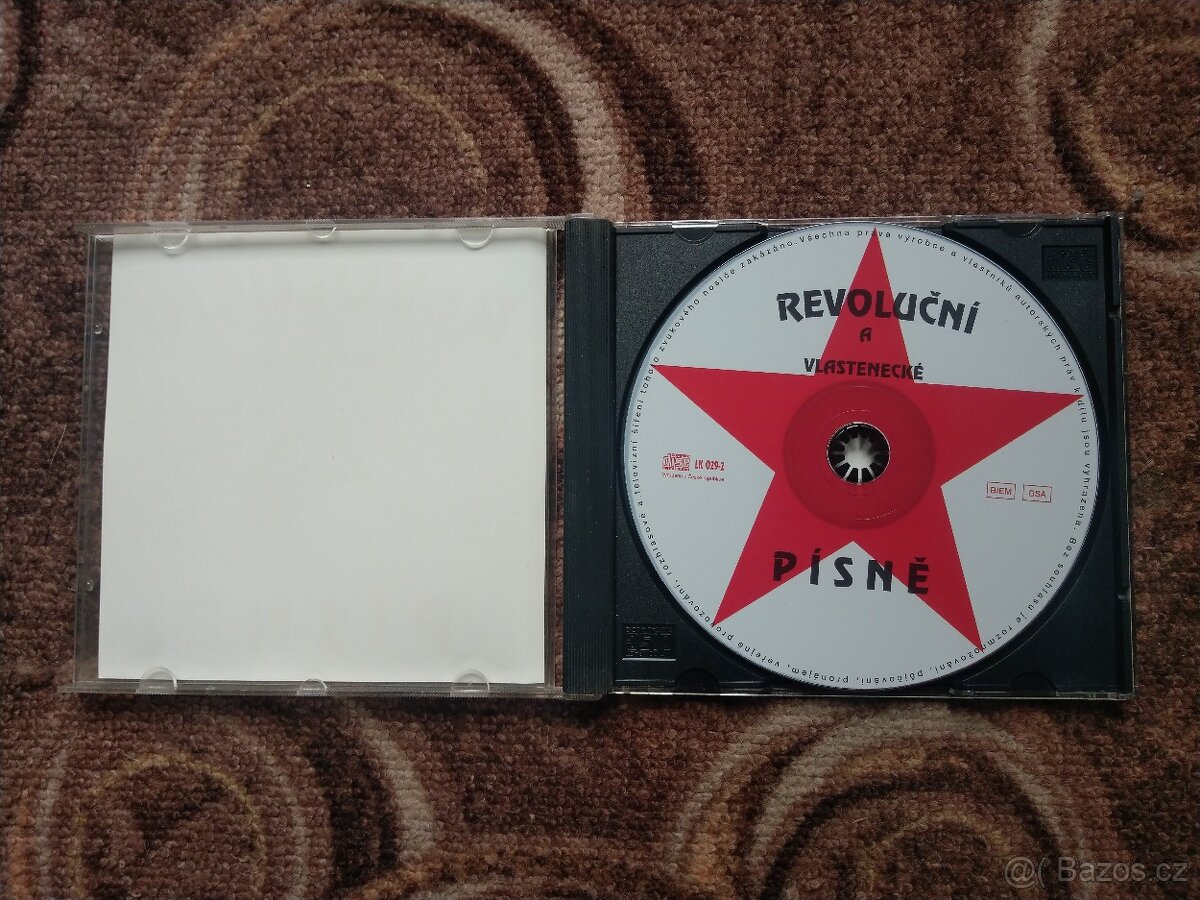 REVOLUČNÍ
A
VLASTENECKÉ
PÍSNĚ
LK 029-2
BIEM OSA
Všechna práva výrobce a vlastníků autorských práv k dílu jsou vyhrazena. Bez souhlasu je rozmnožování, půjčování, pronájem, veřejné provozování, rozhlasové a televizní šíření tohoto zvukového nosiče zakázáno.
@( Bazos.cz